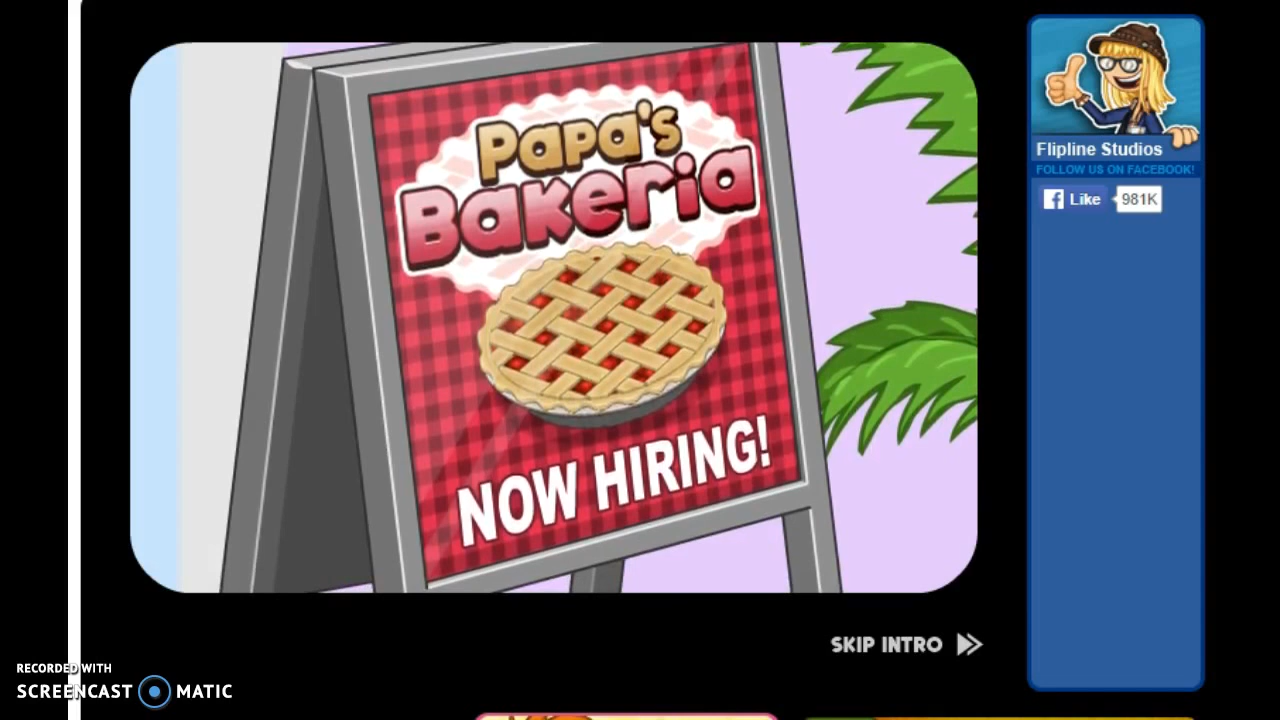 Papa's
Bakeria
NOW HIRING!
SKIP INTRO
Flipline Studios
FOLLOW US ON FACEBOOK!
Like 981K
RECORDED WITH
SCREENCAST MATIC